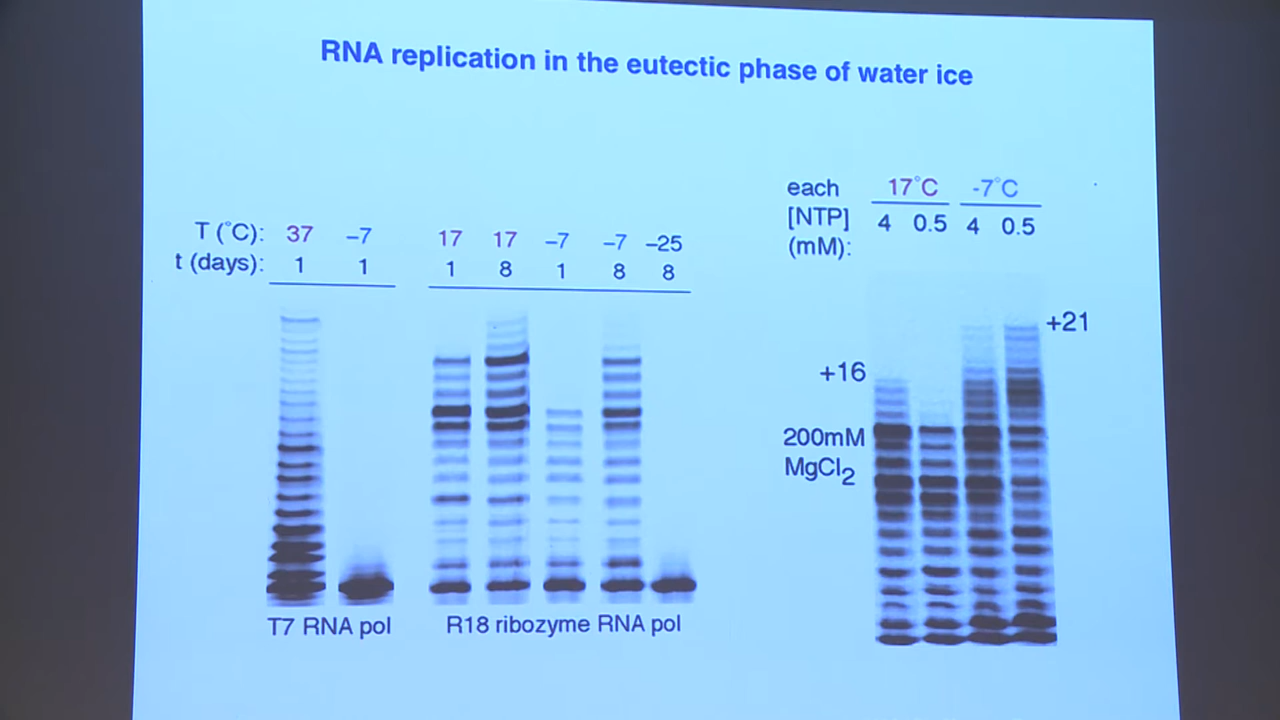 RNA replication in the eutectic phase of water ice
T (°C): 37 −7 17 17 −7 −7 −25
t (days): 1 1 1 8 1 8 8
T7 RNA pol R18 ribozyme RNA pol
each 17°C -7°C
[NTP] 4 0.5 4 0.5
(mM):
+21
+16
200mM
MgCl2